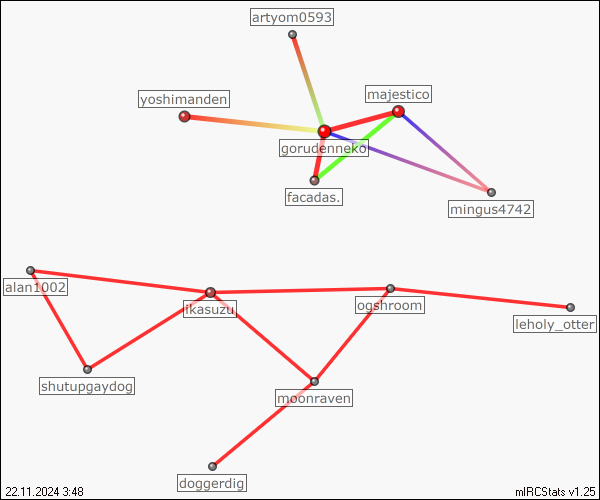 artyom0593
majestico
yoshimanden
gorudenneko
facadas.
mingus4742
alan1002
ikasuzu
ogshroom
leholy_otter
shutupgaydog
moonraven
doggerdig
22.11.2024 3:48
mIRCStats v1.25